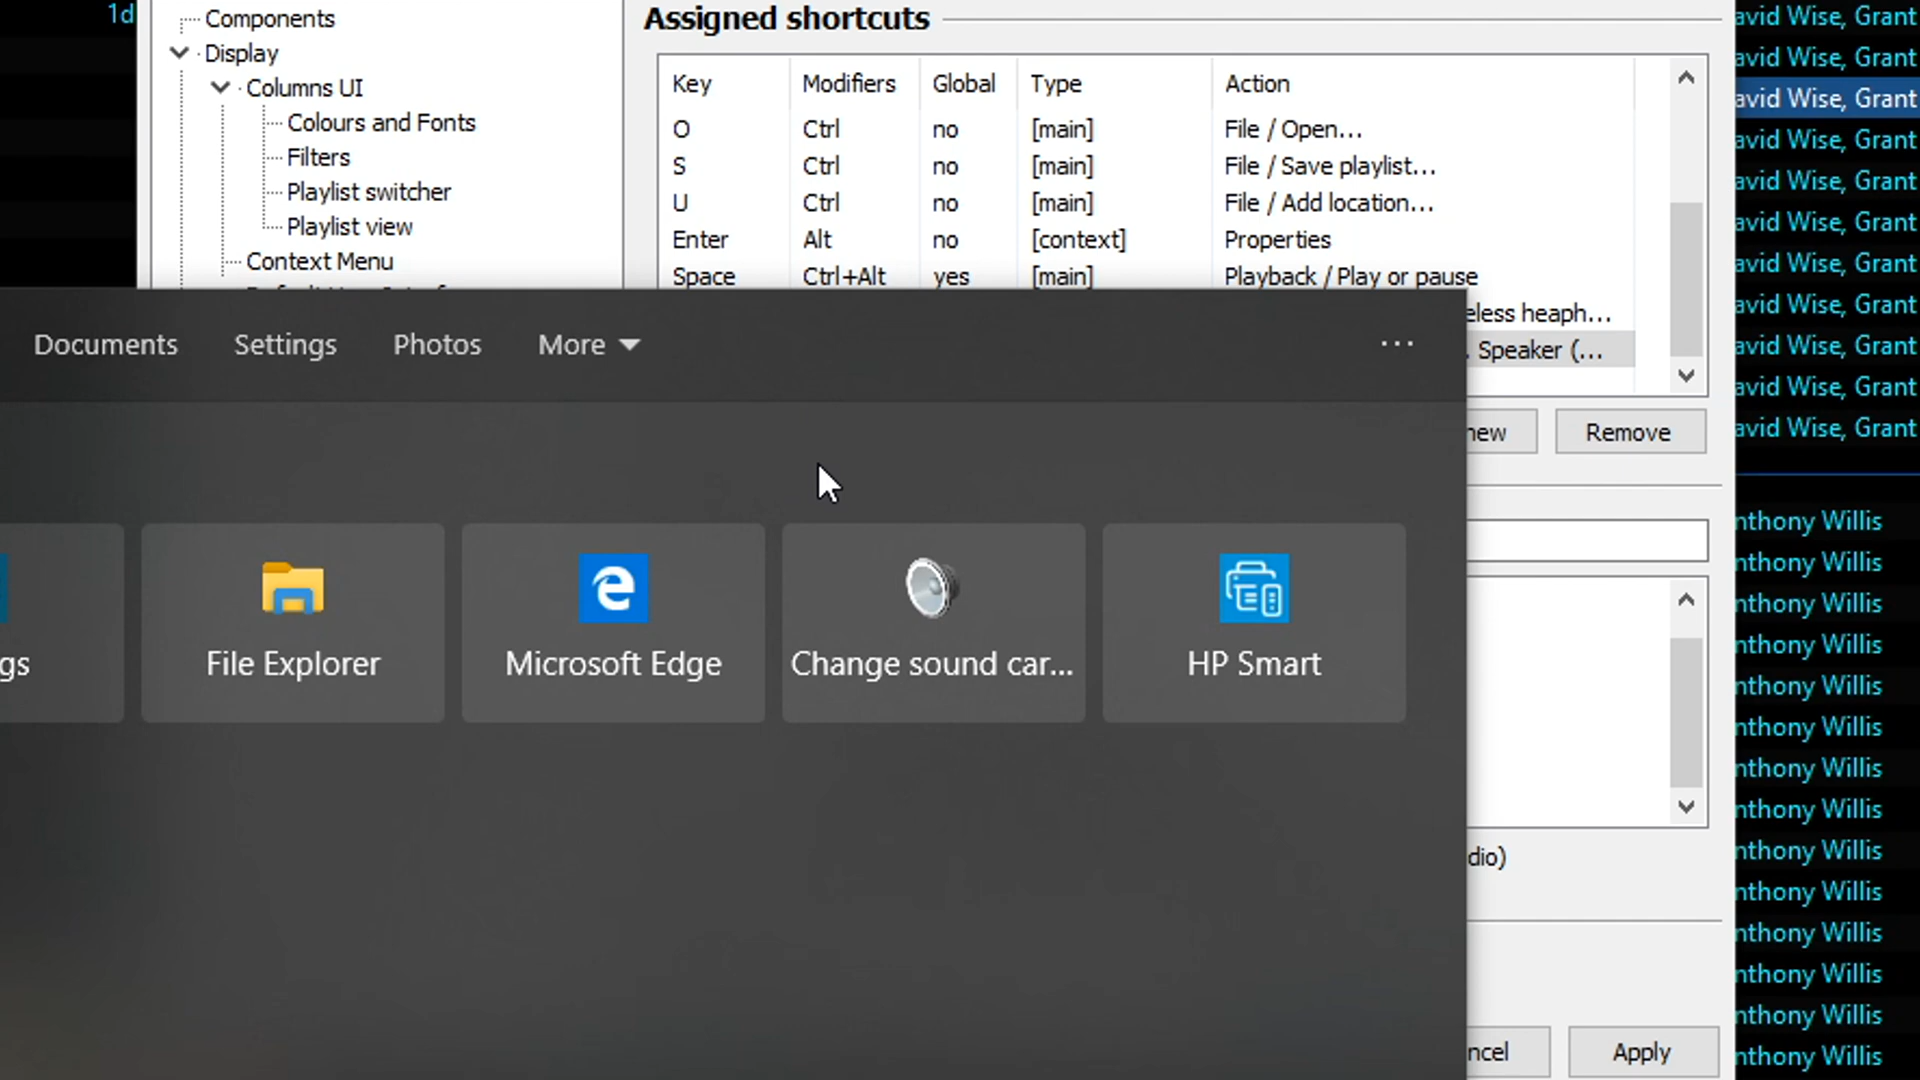 1d
Components
Display
Columns UI
Colours and Fonts
Filters
Playlist switcher
Playlist view
Context Menu
Assigned shortcuts
Key Modifiers Global Type Action
O Ctrl no [main] File / Open...
S Ctrl no [main] File / Save playlist...
U Ctrl no [main] File / Add location...
Enter Alt no [context] Properties
Space Ctrl+Alt yes [main] Playback / Play or pause
eless heaph...
. Speaker (...
new Remove
dio)
ncel Apply
Documents Settings Photos More ...
gs File Explorer Microsoft Edge Change sound car... HP Smart
avid Wise, Grant
avid Wise, Grant
avid Wise, Grant
avid Wise, Grant
avid Wise, Grant
avid Wise, Grant
avid Wise, Grant
avid Wise, Grant
avid Wise, Grant
avid Wise, Grant
avid Wise, Grant
nthony Willis
nthony Willis
nthony Willis
nthony Willis
nthony Willis
nthony Willis
nthony Willis
nthony Willis
nthony Willis
nthony Willis
nthony Willis
nthony Willis
nthony Willis
nthony Willis